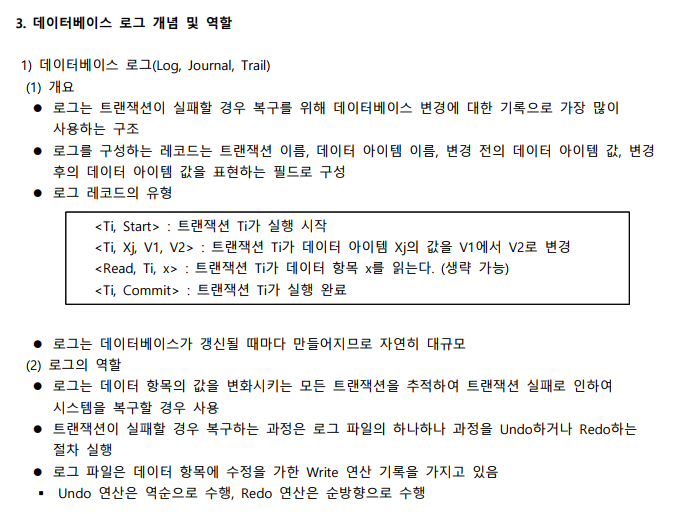 3. 데이터베이스 로그 개념 및 역할
1) 데이터베이스 로그(Log, Journal, Trail)
(1) 개요
● 로그는 트랜잭션이 실패할 경우 복구를 위해 데이터베이스 변경에 대한 기록으로 가장 많이
사용하는 구조
● 로그를 구성하는 레코드는 트랜잭션 이름, 데이터 아이템 이름, 변경 전의 데이터 아이템 값, 변경
후의 데이터 아이템 값을 표현하는 필드로 구성
● 로그 레코드의 유형
<Ti, Start> : 트랜잭션 Ti가 실행 시작
<Ti, Xj, V1, V2> : 트랜잭션 Ti가 데이터 아이템 Xj의 값을 V1에서 V2로 변경
<Read, Ti, x> : 트랜잭션 Ti가 데이터 항목 x를 읽는다. (생략 가능)
<Ti, Commit> : 트랜잭션 Ti가 실행 완료
● 로그는 데이터베이스가 갱신될 때마다 만들어지므로 자연히 대규모
(2) 로그의 역할
● 로그는 데이터 항목의 값을 변화시키는 모든 트랜잭션을 추적하여 트랜잭션 실패로 인하여
시스템을 복구할 경우 사용
● 트랜잭션이 실패할 경우 복구하는 과정은 로그 파일의 하나하나 과정을 Undo하거나 Redo하는
절차 실행
● 로그 파일은 데이터 항목에 수정을 가한 Write 연산 기록을 가지고 있음
▪ Undo 연산은 역순으로 수행, Redo 연산은 순방향으로 수행